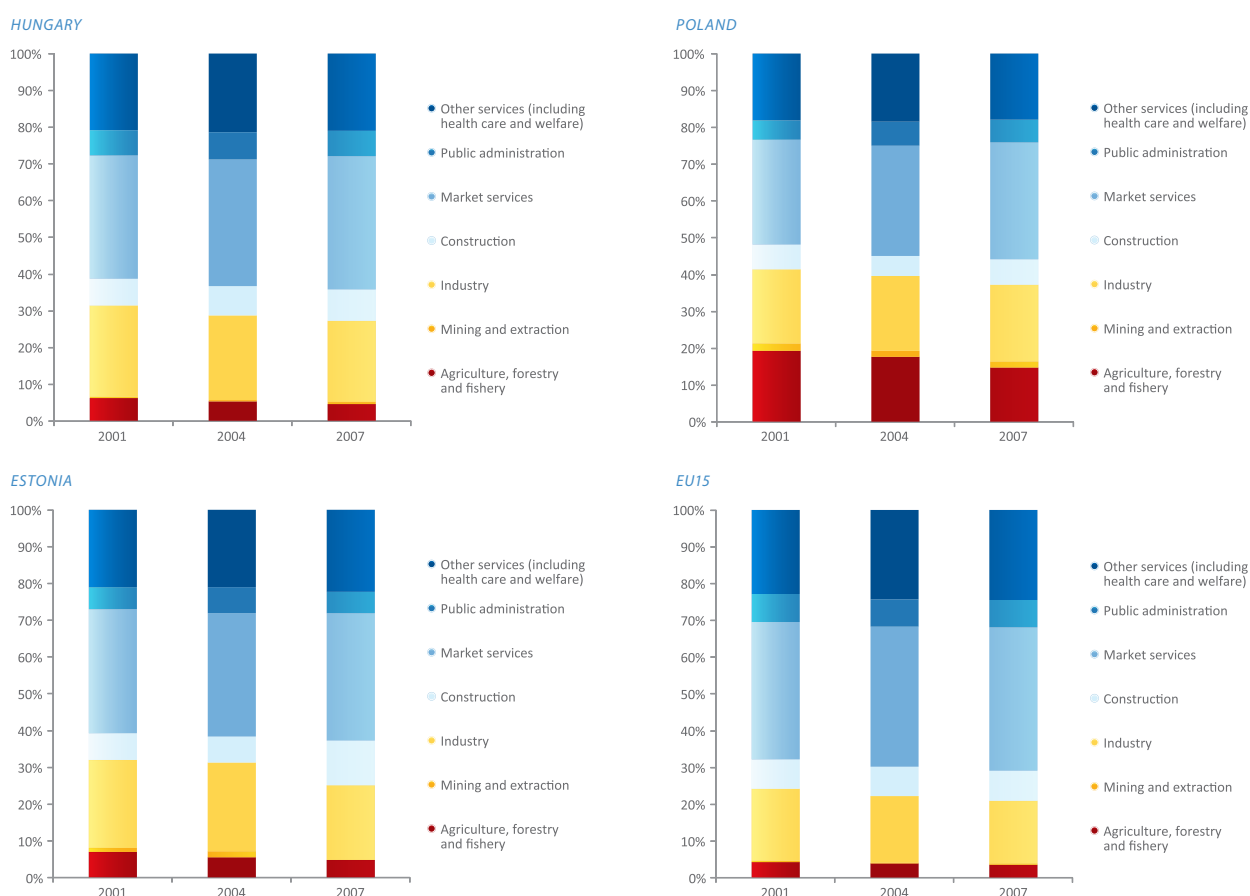 HUNGARY
100%
90%
80%
70%
60%
50%
40%
30%
20%
10%
0%
2001
2004
2007
Other services (including
health care and welfare)
Public administration
Market services
Construction
Industry
Mining and extraction
Agriculture, forestry
and fishery
POLAND
100%
90%
80%
70%
60%
50%
40%
30%
20%
10%
0%
2001
2004
2007
Other services (including
health care and welfare)
Public administration
Market services
Construction
Industry
Mining and extraction
Agriculture, forestry
and fishery
ESTONIA
100%
90%
80%
70%
60%
50%
40%
30%
20%
10%
0%
2001
2004
2007
Other services (including
health care and welfare)
Public administration
Market services
Construction
Industry
Mining and extraction
Agriculture, forestry
and fishery
EU15
100%
90%
80%
70%
60%
50%
40%
30%
20%
10%
0%
2001
2004
2007
Other services (including
health care and welfare)
Public administration
Market services
Construction
Industry
Mining and extraction
Agriculture, forestry
and fishery